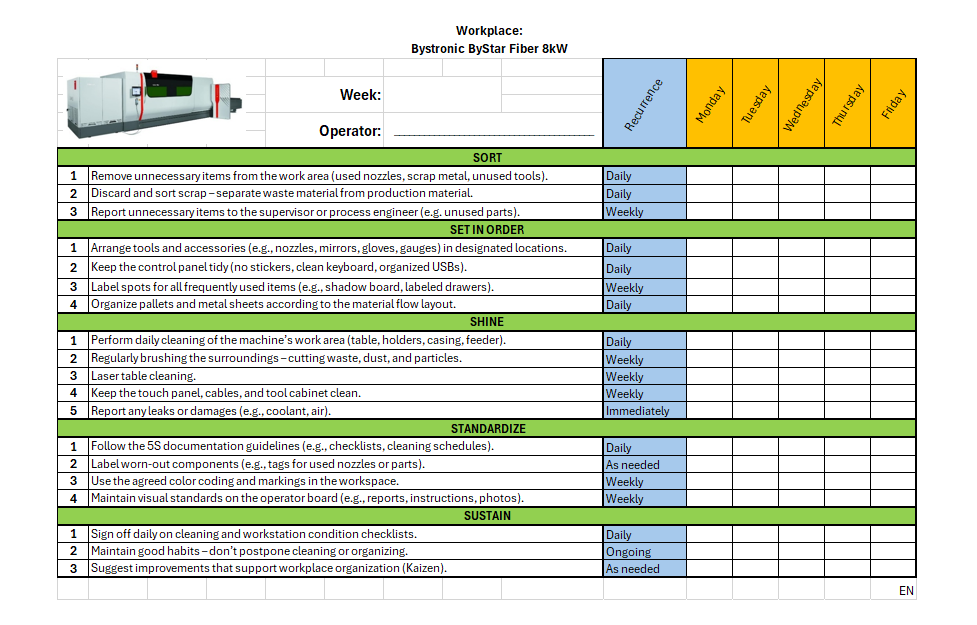 Workplace:
Bystronic ByStar Fiber 8kW
Week:
Operator:
Recurrence
Monday
Tuesday
Wednesday
Thursday
Friday
SORT
1 Remove unnecessary items from the work area (used nozzles, scrap metal, unused tools). Daily
2 Discard and sort scrap – separate waste material from production material. Daily
3 Report unnecessary items to the supervisor or process engineer (e.g. unused parts). Weekly
SET IN ORDER
1 Arrange tools and accessories (e.g., nozzles, mirrors, gloves, gauges) in designated locations. Daily
2 Keep the control panel tidy (no stickers, clean keyboard, organized USBs). Daily
3 Label spots for all frequently used items (e.g., shadow board, labeled drawers). Weekly
4 Organize pallets and metal sheets according to the material flow layout. Daily
SHINE
1 Perform daily cleaning of the machine's work area (table, holders, casing, feeder). Daily
2 Regularly brushing the surroundings – cutting waste, dust, and particles. Weekly
3 Laser table cleaning. Weekly
4 Keep the touch panel, cables, and tool cabinet clean. Weekly
5 Report any leaks or damages (e.g., coolant, air). Immediately
STANDARDIZE
1 Follow the 5S documentation guidelines (e.g., checklists, cleaning schedules). Daily
2 Label worn-out components (e.g., tags for used nozzles or parts). As needed
3 Use the agreed color coding and markings in the workspace. Weekly
4 Maintain visual standards on the operator board (e.g., reports, instructions, photos). Weekly
SUSTAIN
1 Sign off daily on cleaning and workstation condition checklists. Daily
2 Maintain good habits – don't postpone cleaning or organizing. Ongoing
3 Suggest improvements that support workplace organization (Kaizen). As needed
EN